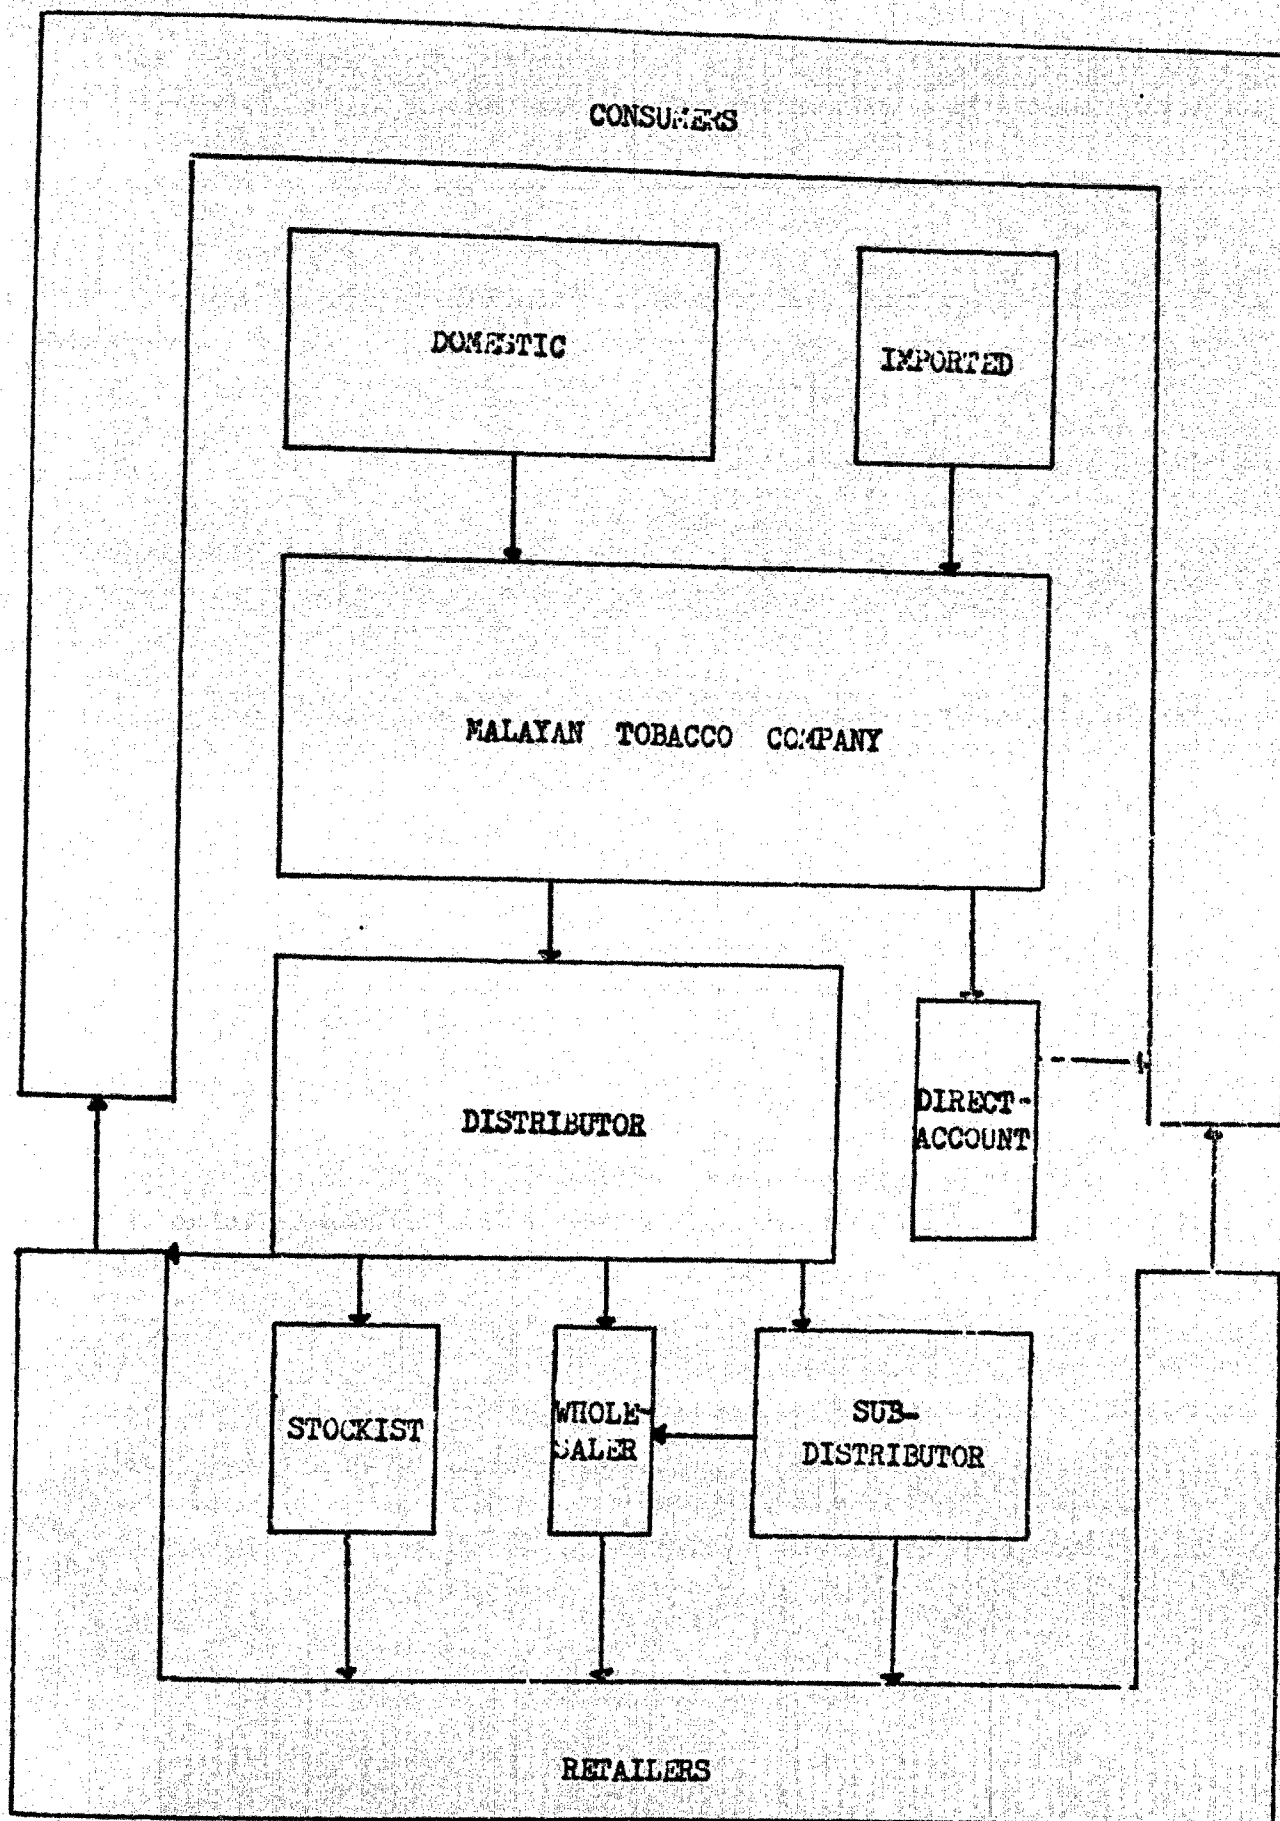 CONSUMERS
DOMESTIC
IMPORTED
MALAYAN TOBACCO COMPANY
DISTRIBUTOR
DIRECT-
ACCOUNT
STOCKIST
WHOLE-
SALER
SUB-
DISTRIBUTOR
RETAILERS